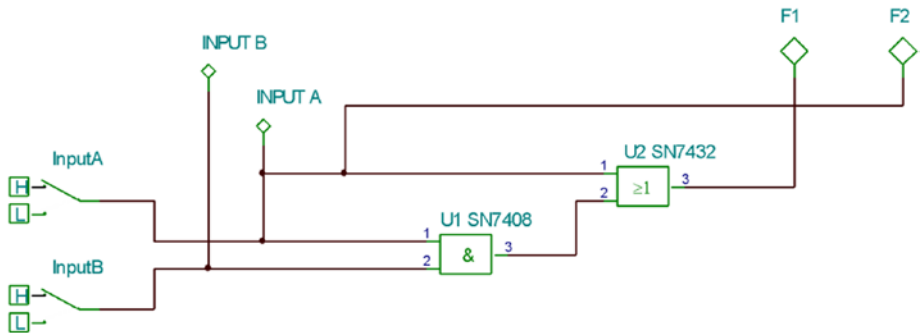 F1
F2
INPUT B
INPUT A
InputA
H
L
U2 SN7432
1
2
≥1
3
U1 SN7408
1
2
&
3
InputB
H
L